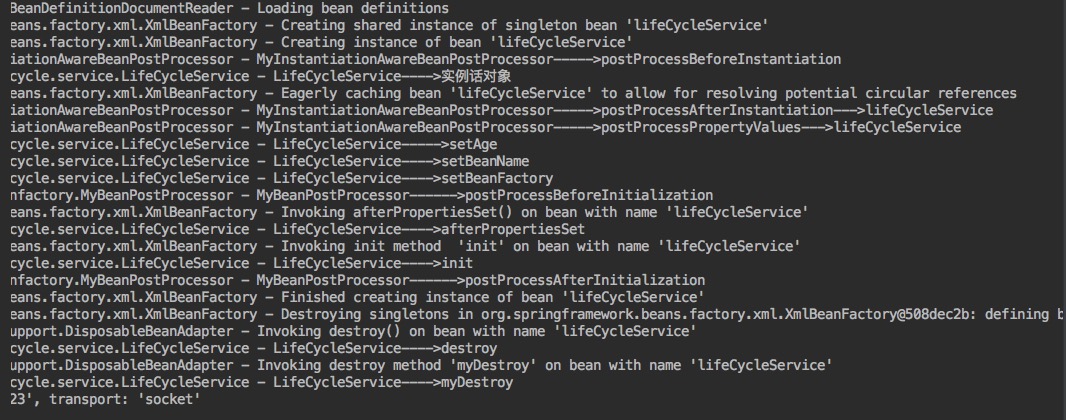 BeanDefinitionDocumentReader - Loading bean definitions
eans.factory.xml.XmlBeanFactory - Creating shared instance of singleton bean 'lifeCycleService'
eans.factory.xml.XmlBeanFactory - Creating instance of bean 'lifeCycleService'
iationAwareBeanPostProcessor - MyInstantiationAwareBeanPostProcessor----->postProcessBeforeInstantiation
cycle.service.LifeCycleService - LifeCycleService---->实例话对象
eans.factory.xml.XmlBeanFactory - Eagerly caching bean 'lifeCycleService' to allow for resolving potential circular references
iationAwareBeanPostProcessor - MyInstantiationAwareBeanPostProcessor----->postProcessAfterInstantiation--->lifeCycleService
iationAwareBeanPostProcessor - MyInstantiationAwareBeanPostProcessor----->postProcessPropertyValues--->lifeCycleService
cycle.service.LifeCycleService - LifeCycleService----->setAge
cycle.service.LifeCycleService - LifeCycleService---->setBeanName
cycle.service.LifeCycleService - LifeCycleService---->setBeanFactory
nfactory.MyBeanPostProcessor - MyBeanPostProcessor------>postProcessBeforeInitialization
eans.factory.xml.XmlBeanFactory - Invoking afterPropertiesSet() on bean with name 'lifeCycleService'
cycle.service.LifeCycleService - LifeCycleService---->afterPropertiesSet
eans.factory.xml.XmlBeanFactory - Invoking init method  'init' on bean with name 'lifeCycleService'
cycle.service.LifeCycleService - LifeCycleService---->init
nfactory.MyBeanPostProcessor - MyBeanPostProcessor------>postProcessAfterInitialization
eans.factory.xml.XmlBeanFactory - Finished creating instance of bean 'lifeCycleService'
eans.factory.xml.XmlBeanFactory - Destroying singletons in org.springframework.beans.factory.xml.XmlBeanFactory@508dec2b: defining b
upport.DisposableBeanAdapter - Invoking destroy() on bean with name 'lifeCycleService'
cycle.service.LifeCycleService - LifeCycleService---->destroy
upport.DisposableBeanAdapter - Invoking destroy method 'myDestroy' on bean with name 'lifeCycleService'
cycle.service.LifeCycleService - LifeCycleService---->myDestroy
23', transport: 'socket'